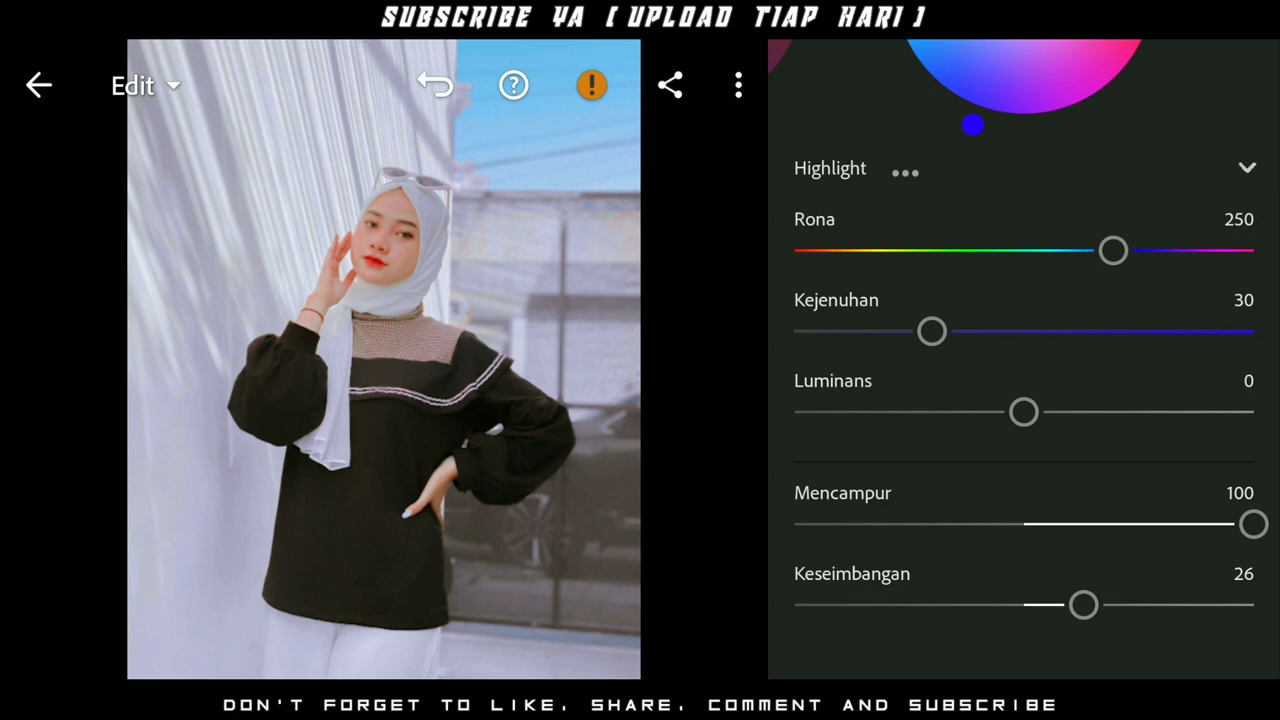 SUBSCRIBE YA (UPLOAD TIAP HARI)
Edit
Highlight
Rona 250
Kejenuhan 30
Luminans 0
Mencampur 100
Keseimbangan 26
DON'T FORGET TO LIKE, SHARE, COMMENT AND SUBSCRIBE